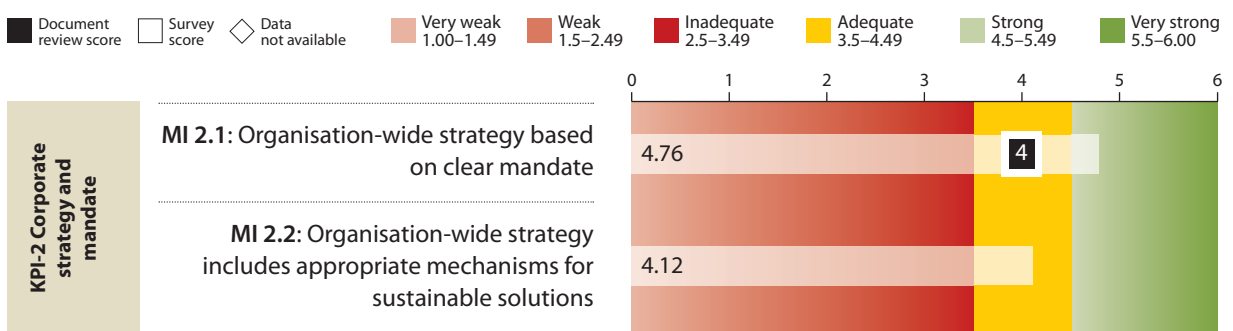 Document
review score
Survey
score
Data
not available
Very weak
1.00–1.49
Weak
1.5–2.49
Inadequate
2.5–3.49
Adequate
3.5–4.49
Strong
4.5–5.49
Very strong
5.5–6.00
0 1 2 3 4 5 6
KPI-2 Corporate
strategy and
mandate
MI 2.1: Organisation-wide strategy based
on clear mandate
4.76
4
MI 2.2: Organisation-wide strategy
includes appropriate mechanisms for
sustainable solutions
4.12